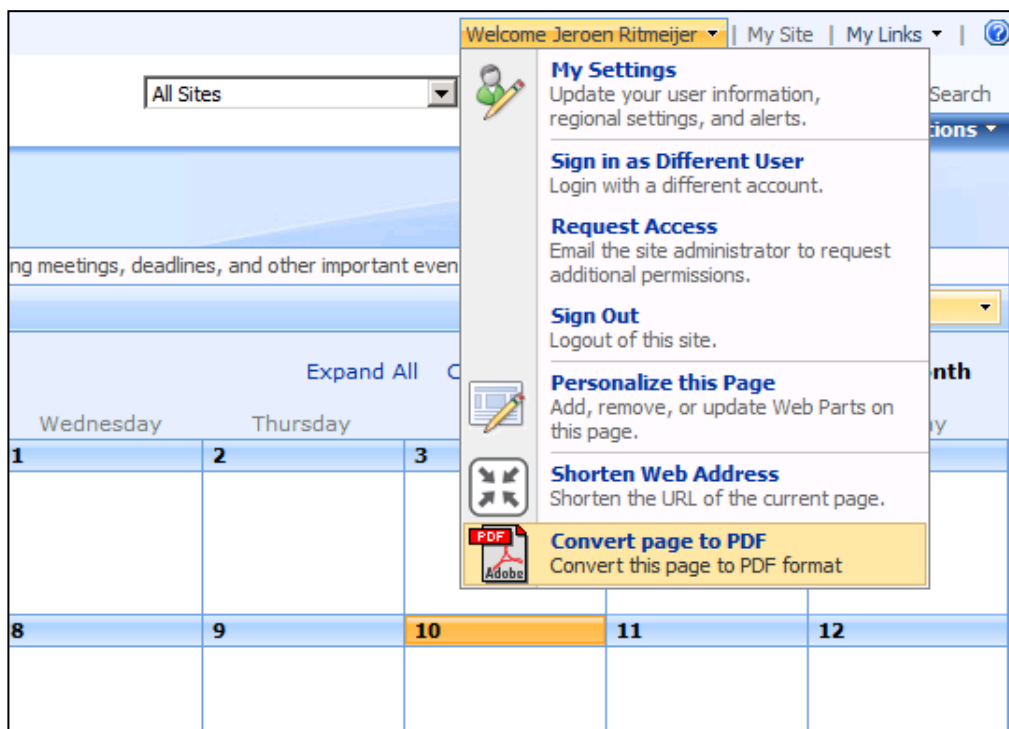 Welcome Jeroen Ritmeijer | My Site | My Links |
All Sites
Search
My Settings
Update your user information,
regional settings, and alerts.
Sign in as Different User
Login with a different account.
Request Access
Email the site administrator to request
additional permissions.
ng meetings, deadlines, and other important even
Sign Out
Logout of this site.
Expand All
Personalize this Page
Add, remove, or update Web Parts on
this page.
Wednesday Thursday
1 2 3
Shorten Web Address
Shorten the URL of the current page.
PDF
Adobe
Convert page to PDF
Convert this page to PDF format
8 9 10 11 12